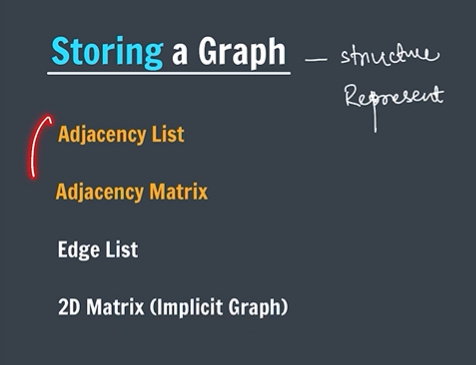 Storing a Graph — structure
Represent
Adjacency List
Adjacency Matrix
Edge List
2D Matrix (Implicit Graph)